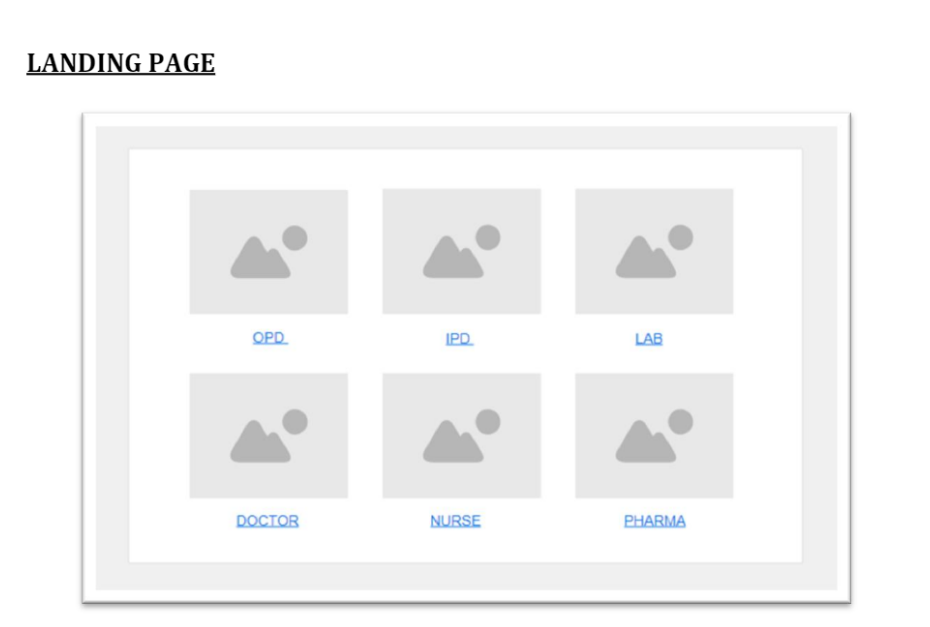 LANDING PAGE
OPD IPD LAB
DOCTOR NURSE PHARMA